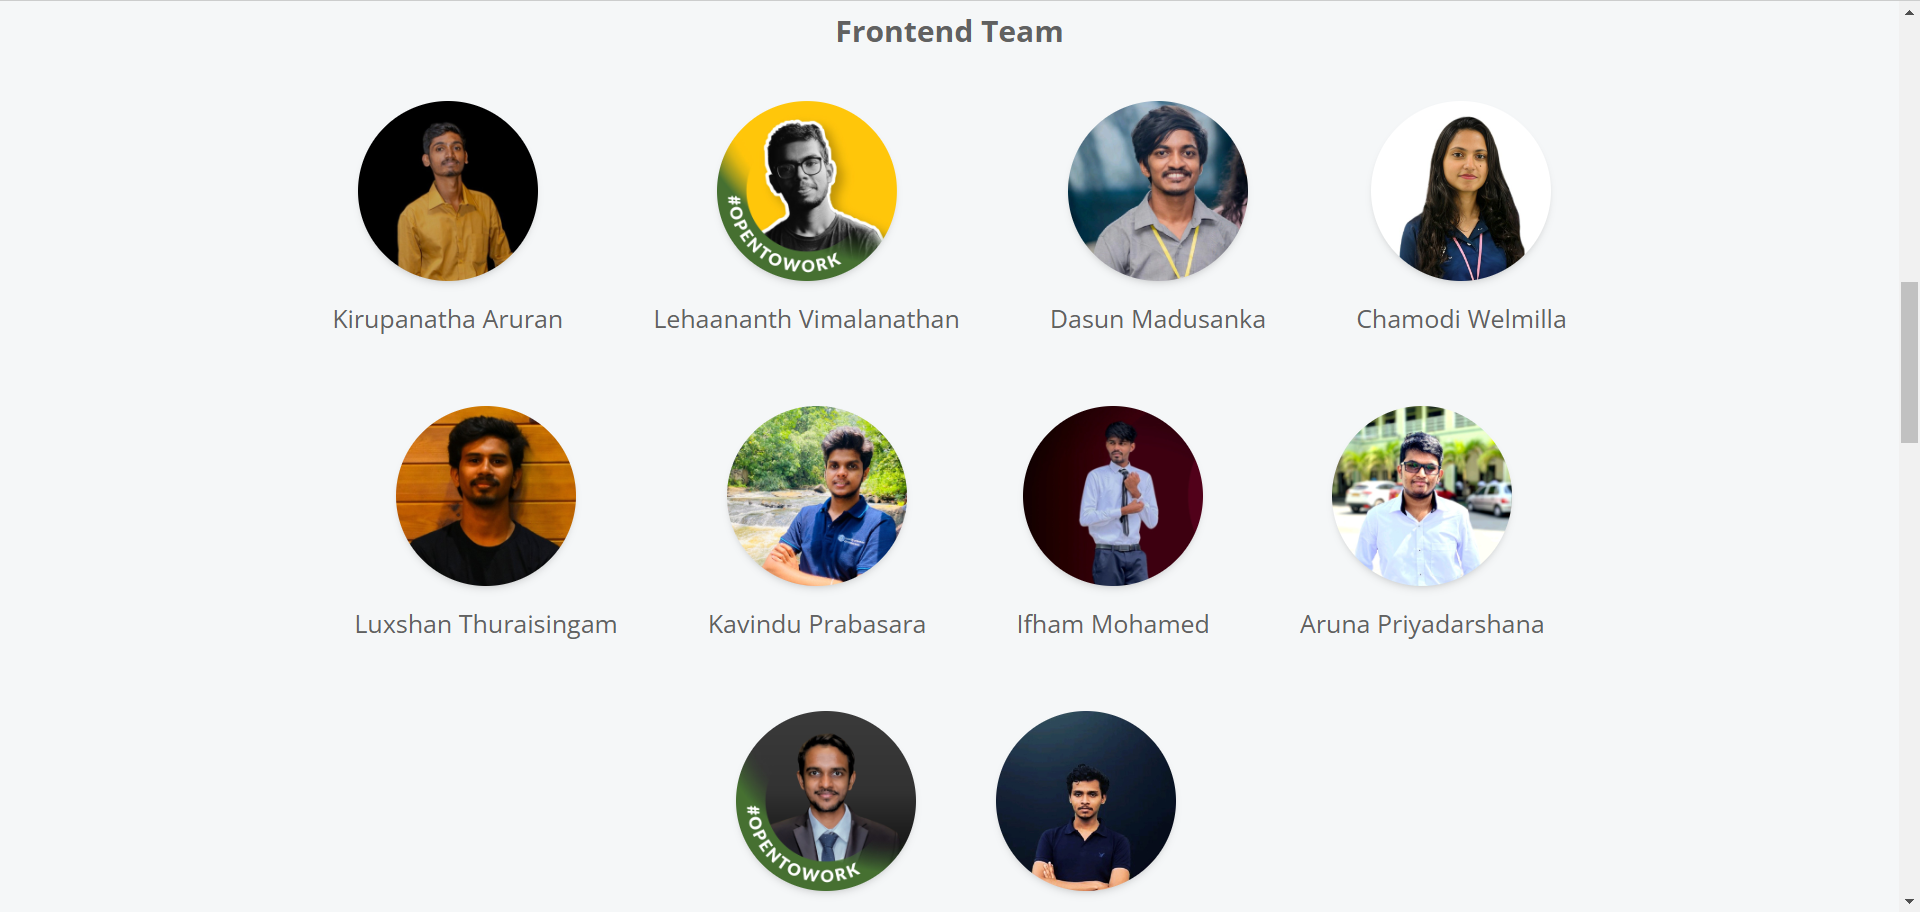 Frontend Team
#OPENTOWORK
Kirupanatha Aruran
Lehaananth Vimalanathan
Dasun Madusanka
Chamodi Welmilla
Luxshan Thuraisingam
Kavindu Prabasara
Ifham Mohamed
Aruna Priyadarshana
#OPENTOWORK